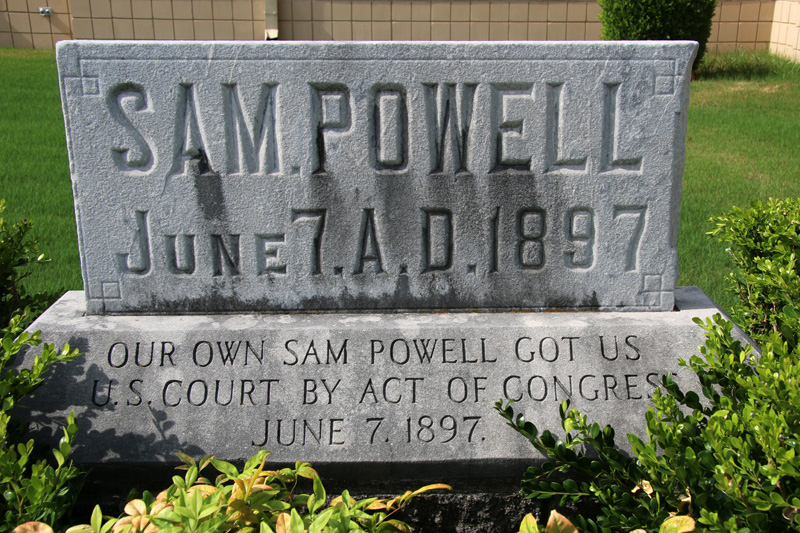 SAM. POWELL
JUNE 7. A. D. 1897
OUR OWN SAM POWELL GOT US
U.S. COURT BY ACT OF CONGRESS
JUNE 7. 1897.